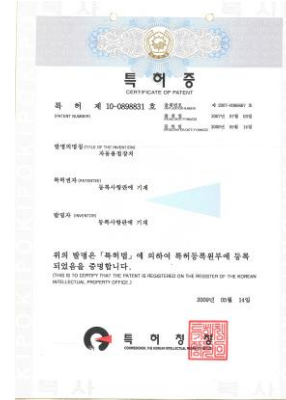 특허증
CERTIFICATE OF PATENT
특 허 제 10-0898831 호
(PATENT NUMBER)
발명의명칭 (TITLE OF THE INVENTION)
자동용접장치
특허권자 (PATENTEE)
등록사항란에 기재
발명자 (INVENTOR)
등록사항란에 기재
위의 발명은 「특허법」에 의하여 특허등록원부에 등록
되었음을 증명합니다.
(THIS IS TO CERTIFY THAT THE PATENT IS REGISTERED ON THE REGISTER OF THE KOREAN
INTELLECTUAL PROPERTY OFFICE.)
2009년 05월 14일
특허청장
COMMISSIONER, THE KOREAN INTELLECTUAL PROPERTY OFFICE